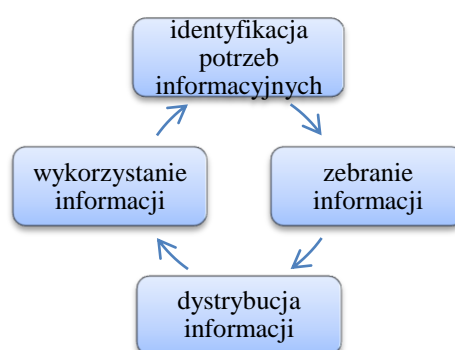 identyfikacja
potrzeb
informacyjnych
wykorzystanie
informacji
zebranie
informacji
dystrybucja
informacji